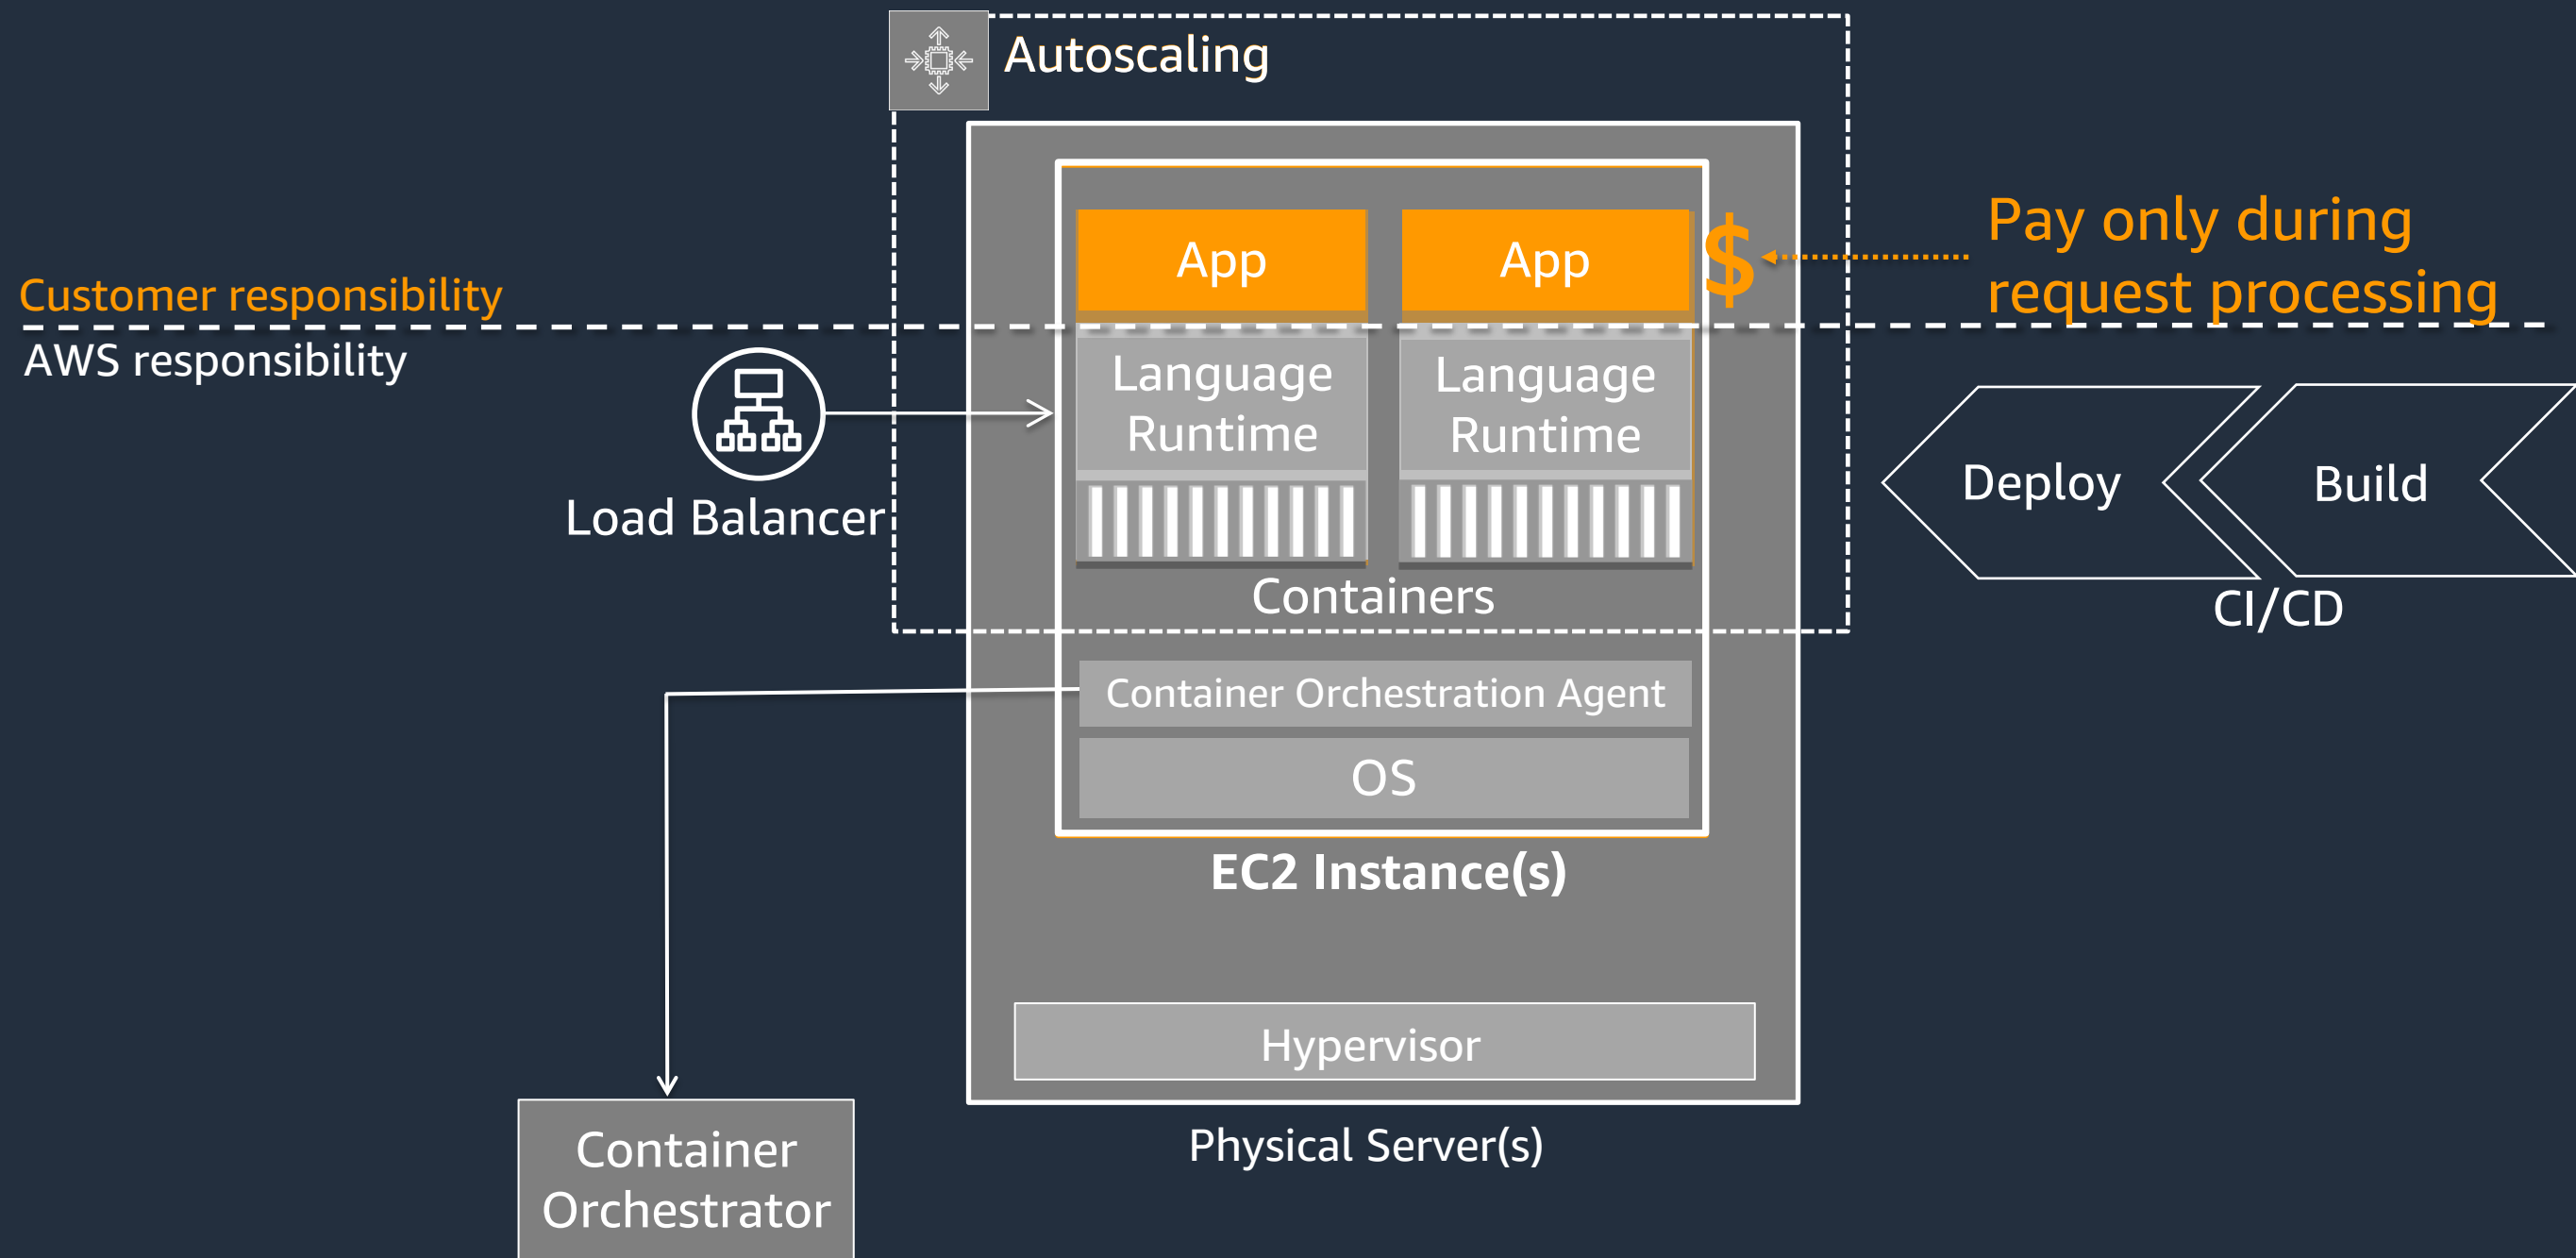 Autoscaling
Pay only during
request processing
$
App
App
Customer responsibility
AWS responsibility
Language
Runtime
Language
Runtime
Load Balancer
Deploy
Build
CI/CD
Containers
Container Orchestration Agent
OS
EC2 Instance(s)
Hypervisor
Physical Server(s)
Container
Orchestrator